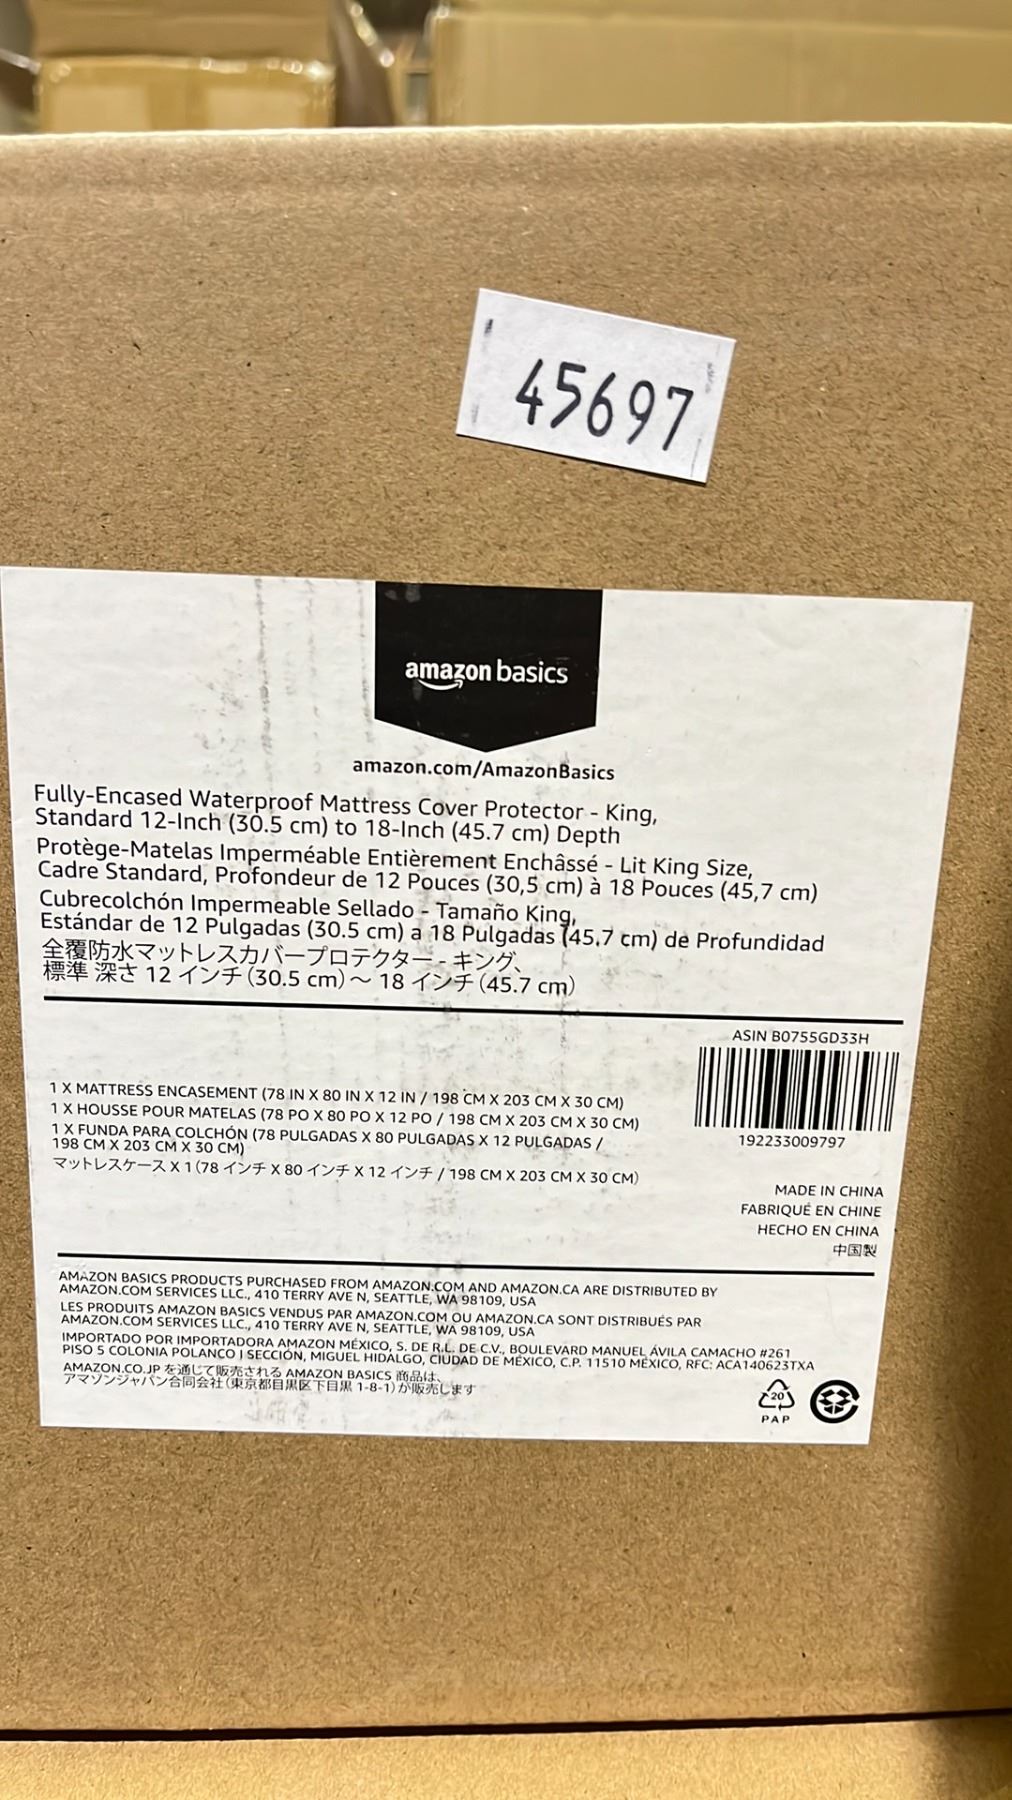 45697
amazon basics
amazon.com/AmazonBasics
Fully-Encased Waterproof Mattress Cover Protector - King,
Standard 12-Inch (30.5 cm) to 18-Inch (45.7 cm) Depth
Protège-Matelas Imperméable Entièrement Enchâssé - Lit King Size,
Cadre Standard, Profondeur de 12 Pouces (30,5 cm) à 18 Pouces (45,7 cm)
Cubrecolchón Impermeable Sellado - Tamaño King,
Estándar de 12 Pulgadas (30.5 cm) a 18 Pulgadas (45.7 cm) de Profundidad
全覆防水マットレスカバープロテクター - キング、
標準 深さ 12 インチ (30.5 cm) ～ 18 インチ (45.7 cm)
ASIN B0755GD33H
192233009797
1 X MATTRESS ENCASEMENT (78 IN X 80 IN X 12 IN / 198 CM X 203 CM X 30 CM)
1 X HOUSSE POUR MATELAS (78 PO X 80 PO X 12 PO / 198 CM X 203 CM X 30 CM)
1 X FUNDA PARA COLCHÓN (78 PULGADAS X 80 PULGADAS X 12 PULGADAS /
198 CM X 203 CM X 30 CM)
マットレスケース X 1 (78 インチ X 80 インチ X 12 インチ / 198 CM X 203 CM X 30 CM)
MADE IN CHINA
FABRIQUÉ EN CHINE
HECHO EN CHINA
中国製
AMAZON BASICS PRODUCTS PURCHASED FROM AMAZON.COM AND AMAZON.CA ARE DISTRIBUTED BY
AMAZON.COM SERVICES LLC., 410 TERRY AVE N, SEATTLE, WA 98109, USA
LES PRODUITS AMAZON BASICS VENDUS PAR AMAZON.COM OU AMAZON.CA SONT DISTRIBUÉS PAR
AMAZON.COM SERVICES LLC., 410 TERRY AVE N, SEATTLE, WA 98109, USA
IMPORTADO POR IMPORTADORA AMAZON MÉXICO, S. DE R.L. DE C.V., BOULEVARD MANUEL ÁVILA CAMACHO #261
PISO 5 COLONIA POLANCO I SECCIÓN, MIGUEL HIDALGO, CIUDAD DE MÉXICO, C.P. 11510 MÉXICO, RFC: ACA140623TXA
AMAZON.CO.JP を通じて販売される AMAZON BASICS 商品は、
アマゾンジャパン合同会社 (東京都目黒区下目黒 1-8-1) が販売します
20
PAP